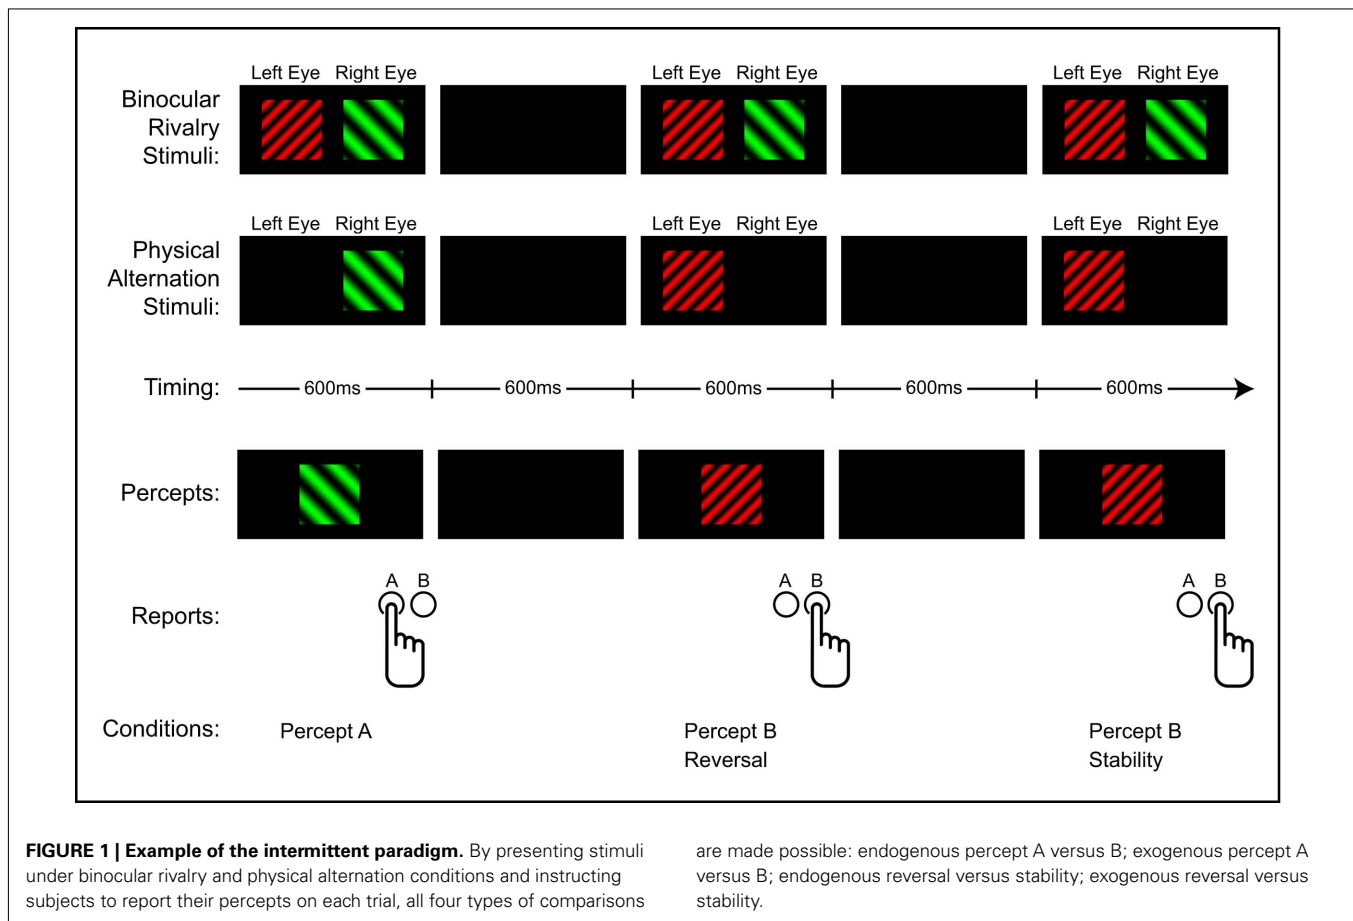 Left Eye Right Eye Left Eye Right Eye Left Eye Right Eye
Binocular
Rivalry
Stimuli:
Left Eye Right Eye Left Eye Right Eye Left Eye Right Eye
Physical
Alternation
Stimuli:
Timing: 600ms 600ms 600ms 600ms 600ms
Percepts:
A B A B A B
Reports:
Conditions: Percept A Percept B Percept B
Reversal Stability
FIGURE 1 | Example of the intermittent paradigm. By presenting stimuli
under binocular rivalry and physical alternation conditions and instructing
subjects to report their percepts on each trial, all four types of comparisons
are made possible: endogenous percept A versus B; exogenous percept A
versus B; endogenous reversal versus stability; exogenous reversal versus
stability.